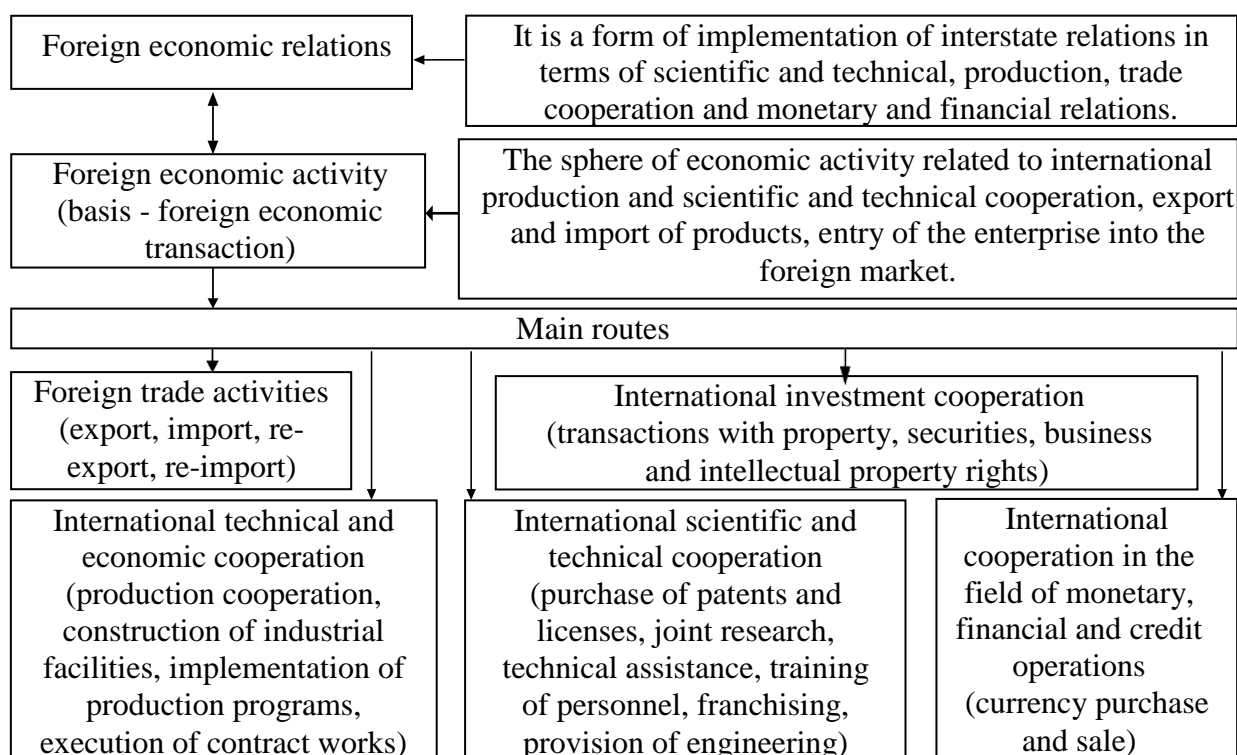 Foreign economic relations
It is a form of implementation of interstate relations in
terms of scientific and technical, production, trade
cooperation and monetary and financial relations.
Foreign economic activity
(basis - foreign economic
transaction)
The sphere of economic activity related to international
production and scientific and technical cooperation, export
and import of products, entry of the enterprise into the
foreign market.
Main routes
Foreign trade activities
(export, import, re-
export, re-import)
International investment cooperation
(transactions with property, securities, business
and intellectual property rights)
International technical and
economic cooperation
(production cooperation,
construction of industrial
facilities, implementation of
production programs,
execution of contract works)
International scientific and
technical cooperation
(purchase of patents and
licenses, joint research,
technical assistance, training
of personnel, franchising,
provision of engineering)
International
cooperation in the
field of monetary,
financial and credit
operations
(currency purchase
and sale)